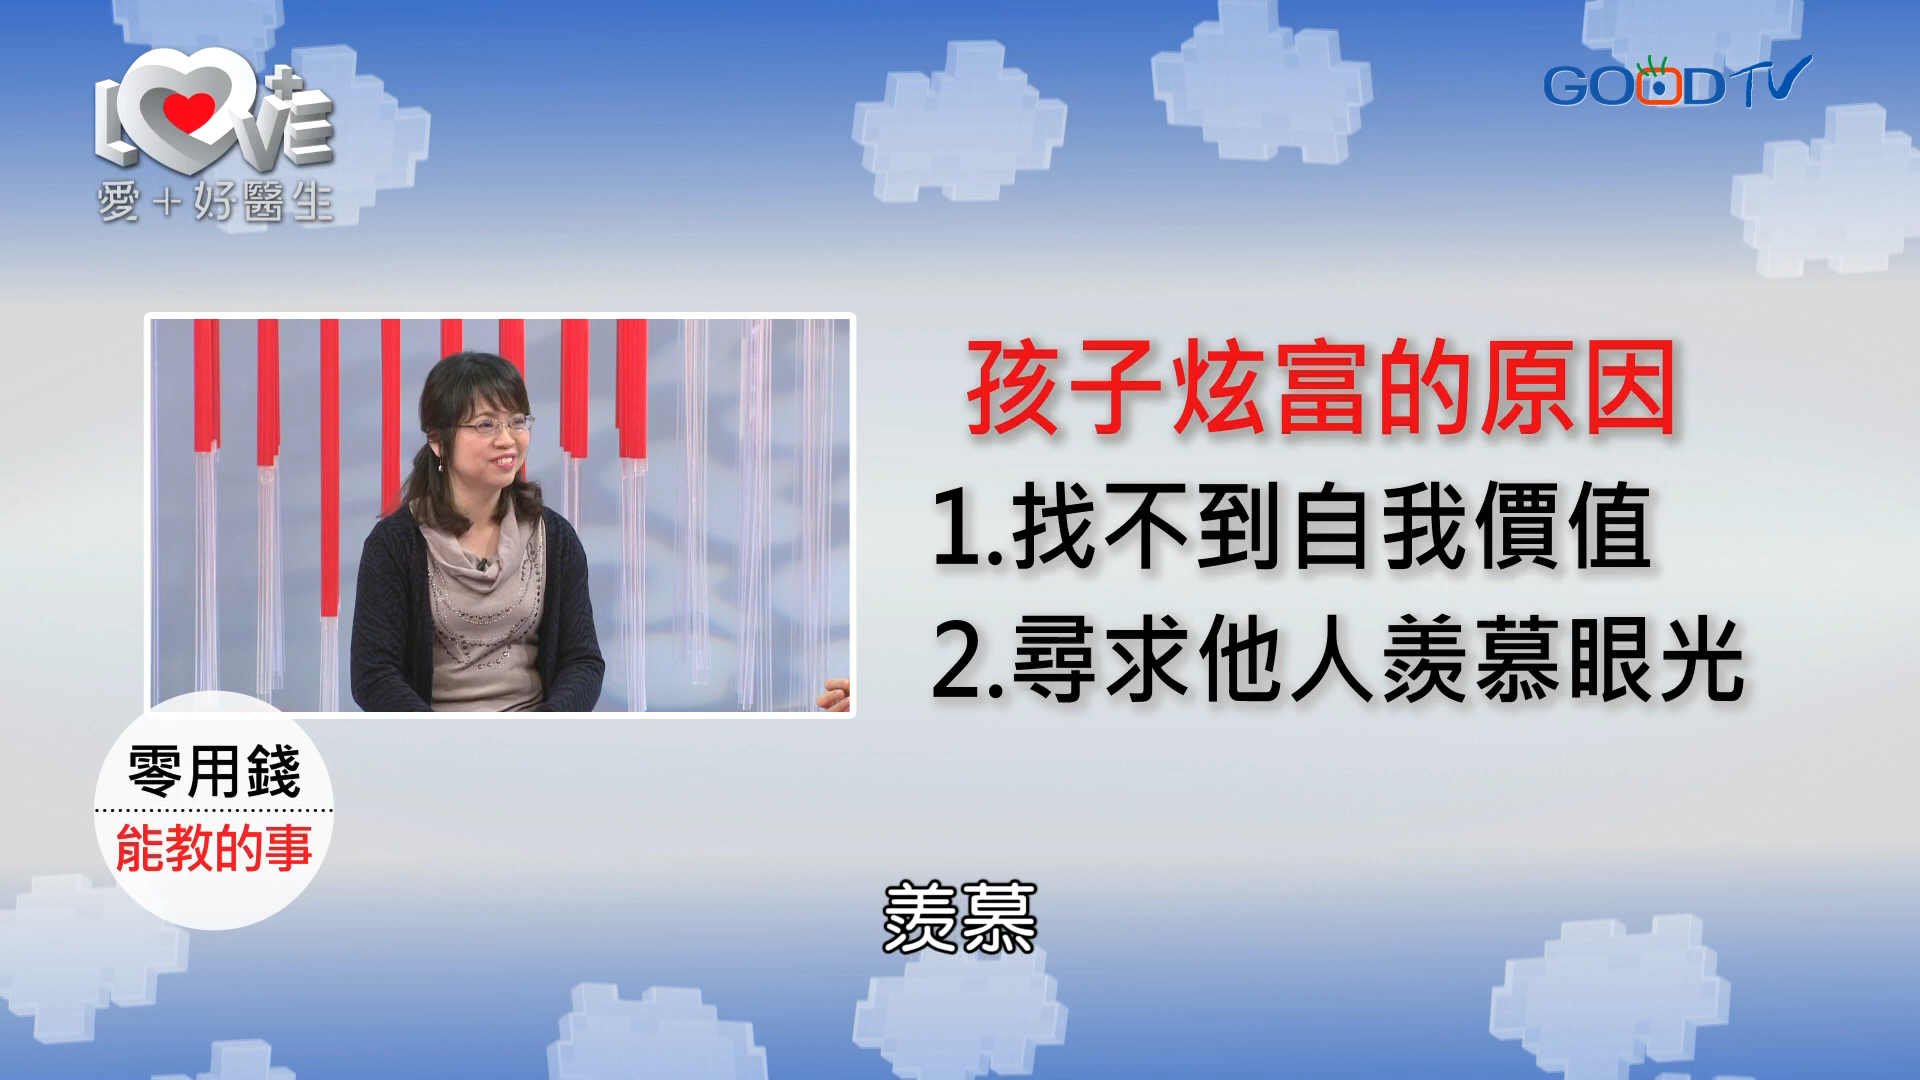 LOVE+
愛+好醫生
GOODTV
孩子炫富的原因
1.找不到自我價值
2.尋求他人羨慕眼光
零用錢
能教的事
羨慕